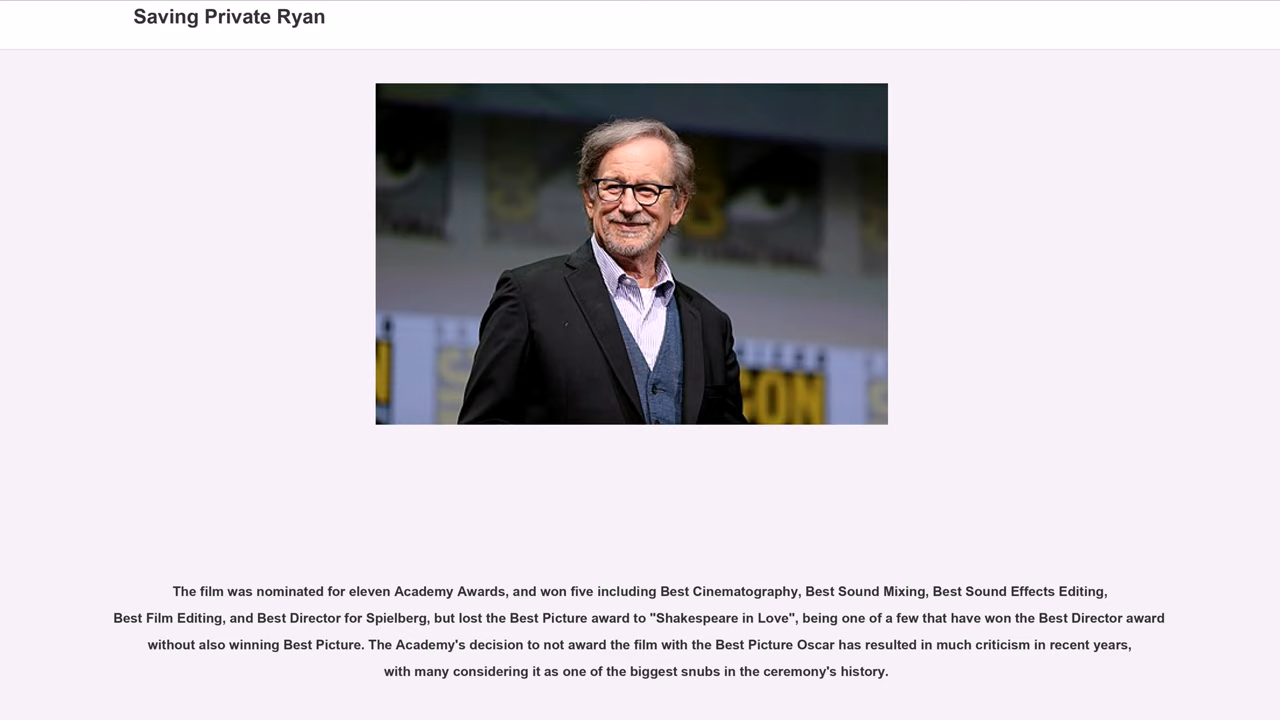 Saving Private Ryan
ON
The film was nominated for eleven Academy Awards, and won five including Best Cinematography, Best Sound Mixing, Best Sound Effects Editing,
Best Film Editing, and Best Director for Spielberg, but lost the Best Picture award to "Shakespeare in Love", being one of a few that have won the Best Director award
without also winning Best Picture. The Academy's decision to not award the film with the Best Picture Oscar has resulted in much criticism in recent years,
with many considering it as one of the biggest snubs in the ceremony's history.